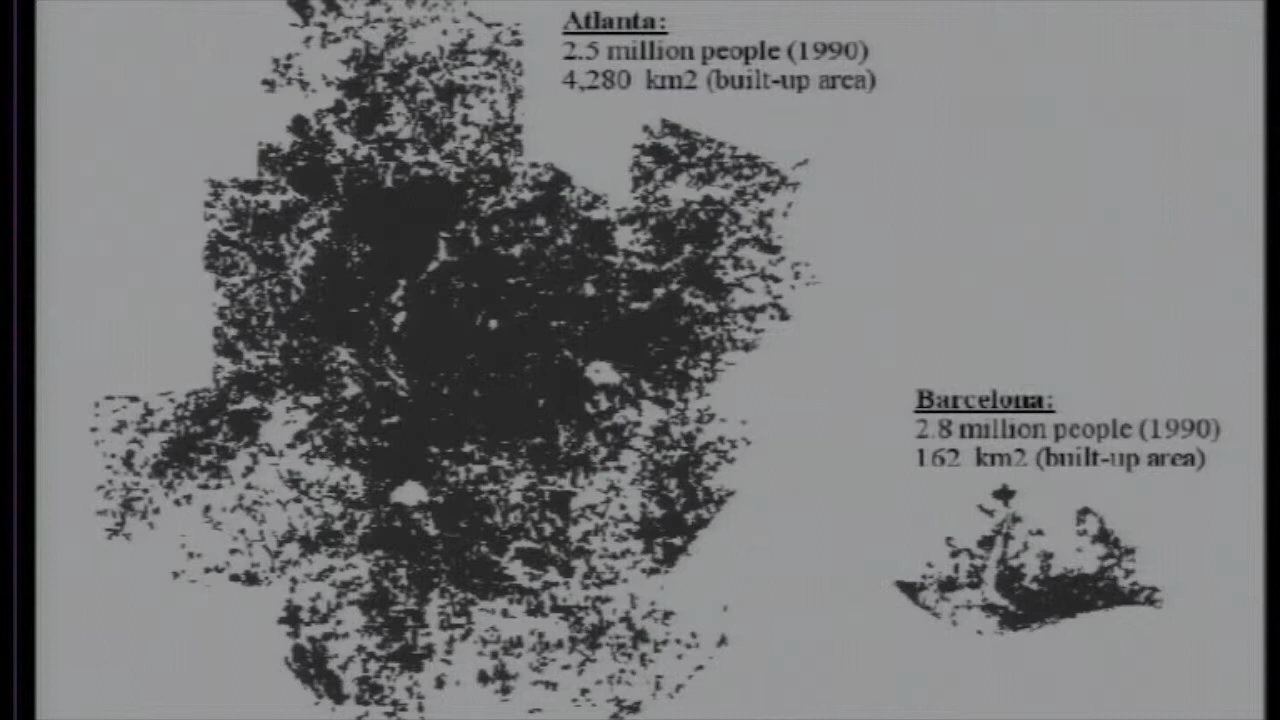 Atlanta:
2.5 million people (1990)
4,280 km2 (built-up area)
Barcelona:
2.8 million people (1990)
162 km2 (built-up area)